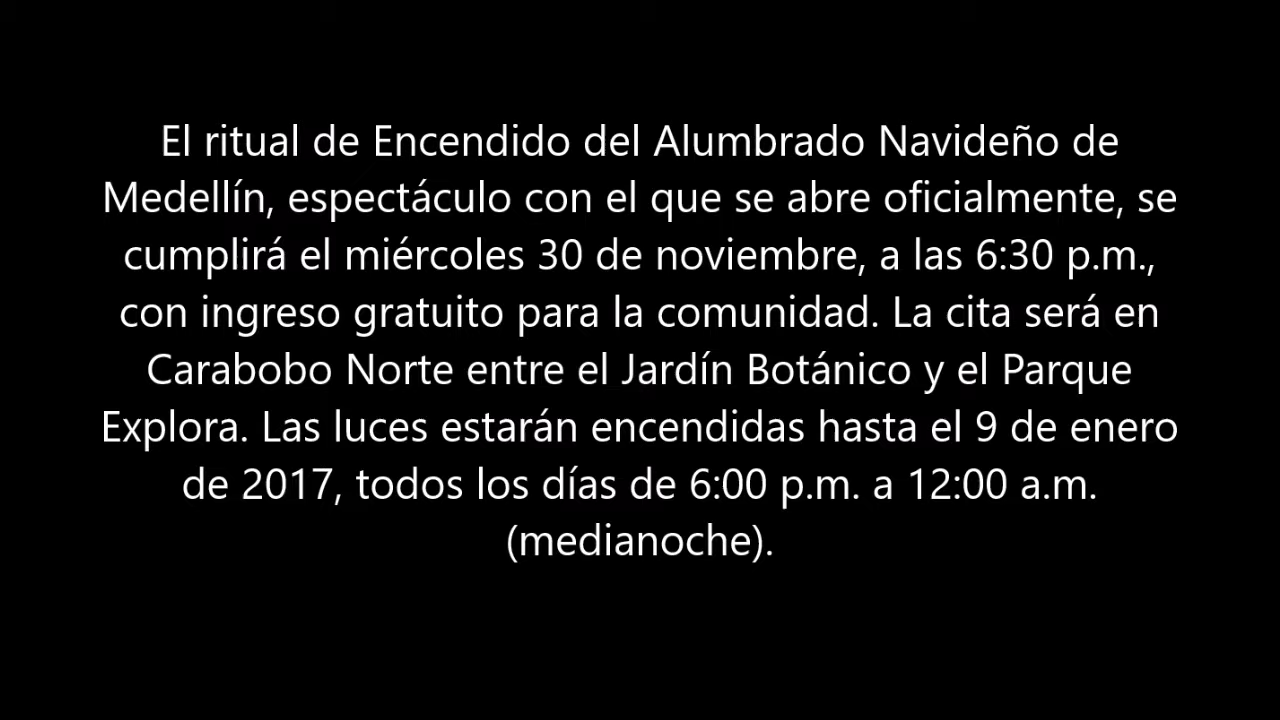 El ritual de Encendido del Alumbrado Navideño de
Medellín, espectáculo con el que se abre oficialmente, se
cumplirá el miércoles 30 de noviembre, a las 6:30 p.m.,
con ingreso gratuito para la comunidad. La cita será en
Carabobo Norte entre el Jardín Botánico y el Parque
Explora. Las luces estarán encendidas hasta el 9 de enero
de 2017, todos los días de 6:00 p.m. a 12:00 a.m.
(medianoche).